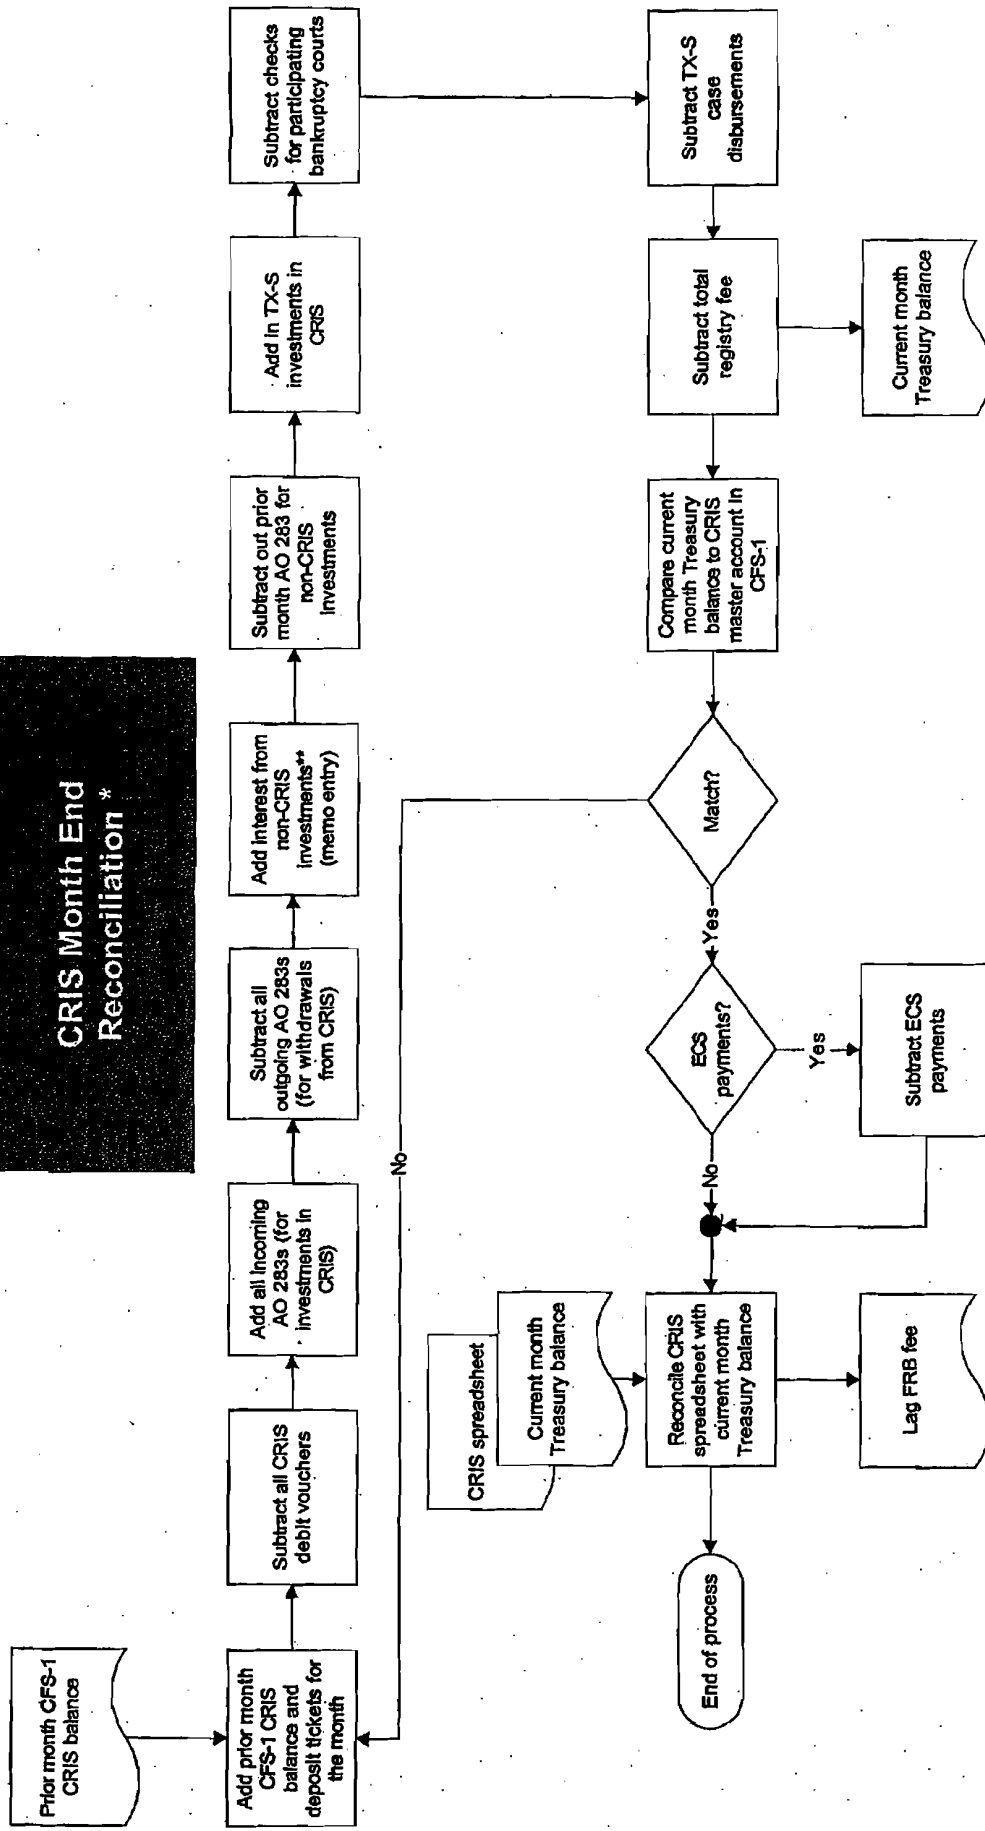 CRIS Month End
Reconciliation *
Prior month CFS-1
CRIS balance
Add prior month
CFS-1 CRIS
balance and
deposit tickets for
the month
Subtract all CRIS
debit vouchers
Add all incoming
AO 283s (for
investments in
CRIS)
Subtract all
outgoing AO 283s
(for withdrawals
from CRIS)
Add interest from
non-CRIS
investments**
(memo entry)
Subtract out prior
month AO 283 for
non-CRIS
investments
Add in TX-S
investments in
CRIS
Subtract checks
for participating
bankruptcy courts
Subtract TX-S
case
disbursements
Subtract total
registry fee
Current month
Treasury balance
Compare current
month Treasury
balance to CRIS
master account in
CFS-1
Match?
No
Yes
ECS
payments?
Yes
Subtract ECS
payments
No
CRIS spreadsheet
Current month
Treasury balance
Reconcile CRIS
spreadsheet with
current month
Treasury balance
Lag FRB fee
End of process